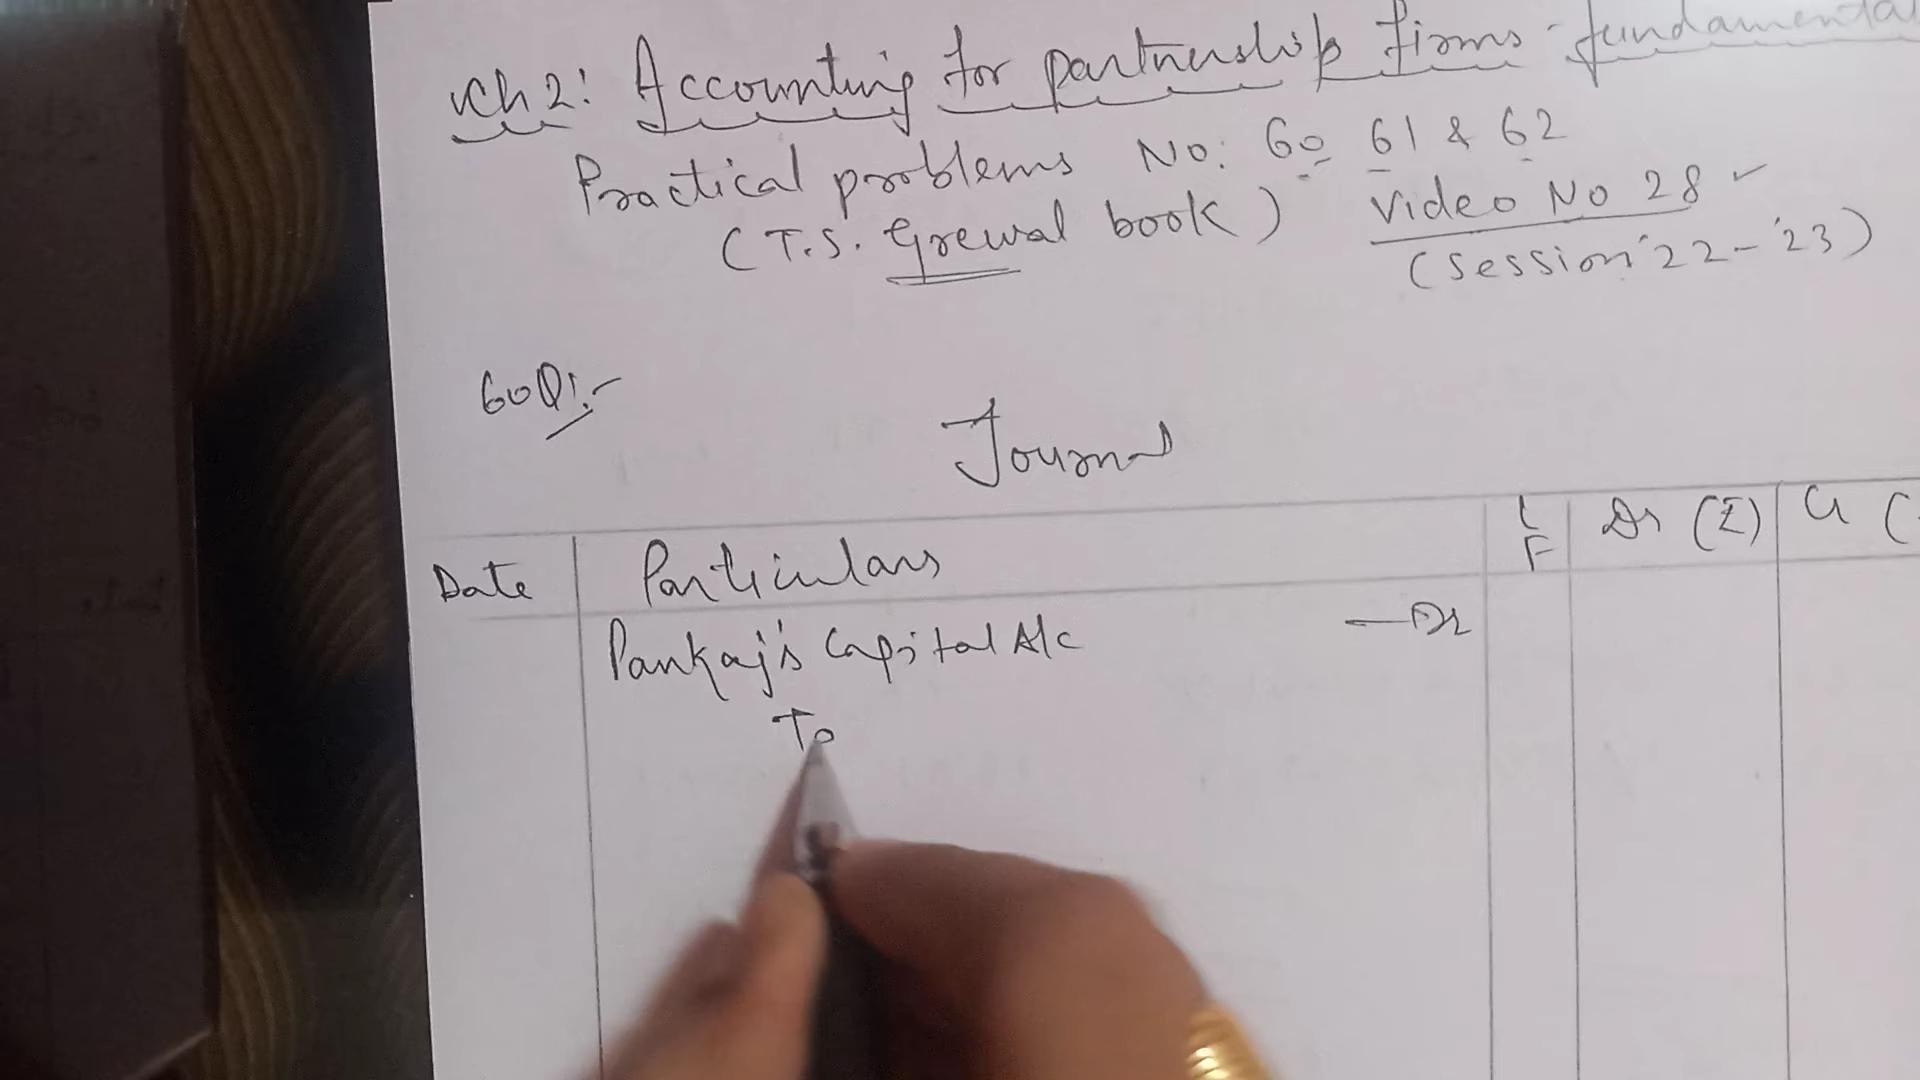 Ch 2: Accounting for partnership firms - fundamental
Practical problems No: 60 61 & 62
(T.S. Grewal book) Video No 28
(Session '22-'23)
60Q:-
Journal
Date Particulars L F Dr (₹) Cr (
Pankaj's Capital A/c —Dr
To